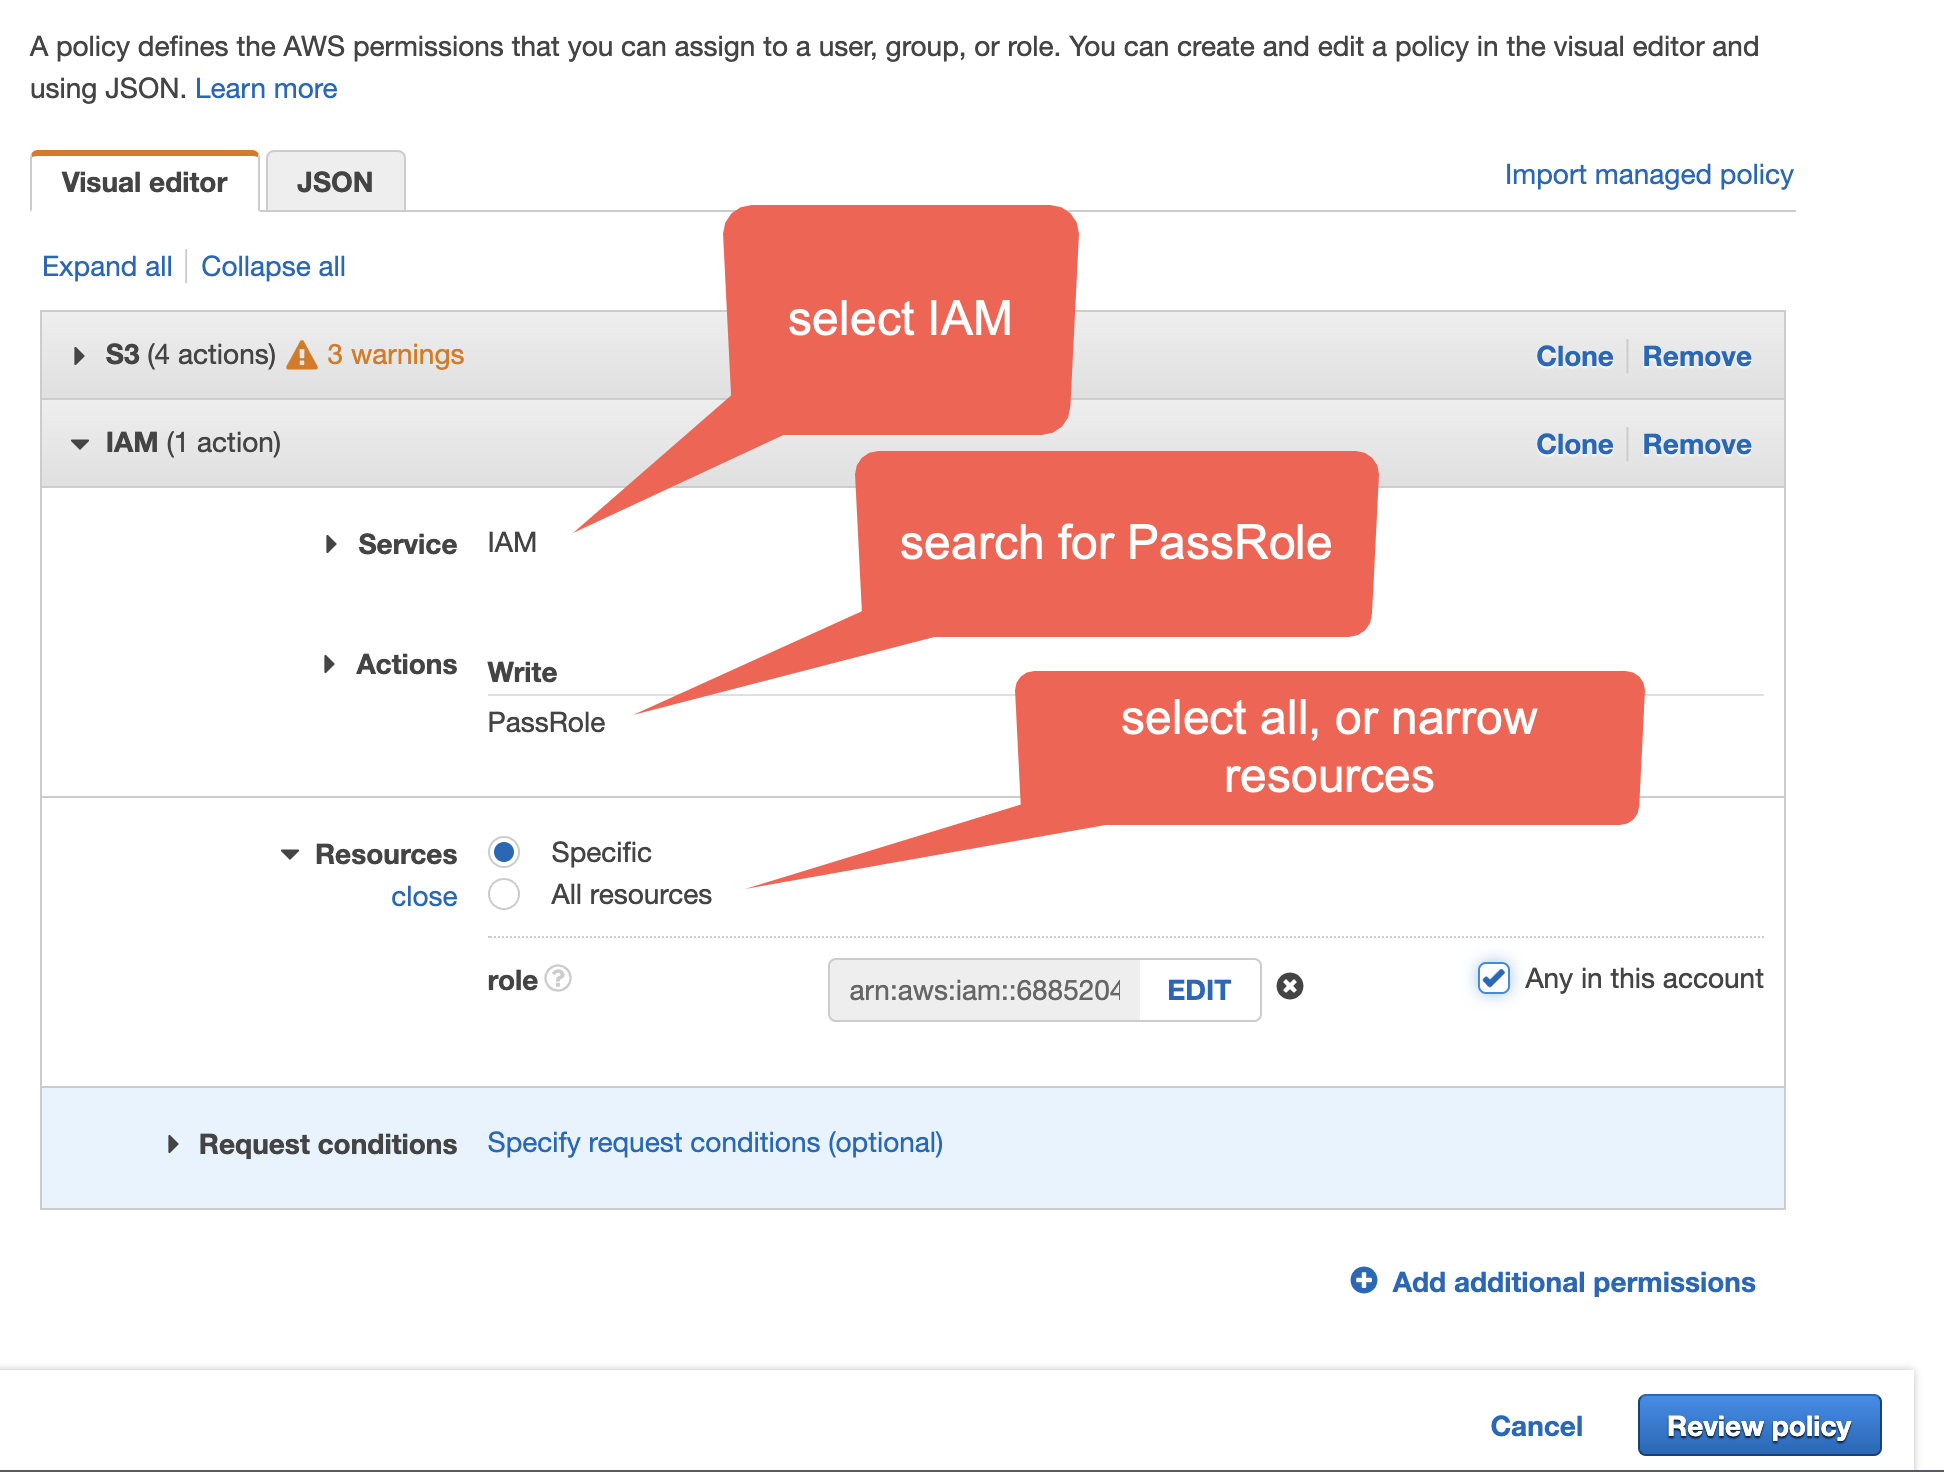 A policy defines the AWS permissions that you can assign to a user, group, or role. You can create and edit a policy in the visual editor and
using JSON. Learn more
Visual editor
JSON
Import managed policy
Expand all
Collapse all
select IAM
S3 (4 actions) 3 warnings
Clone
Remove
IAM (1 action)
Clone
Remove
search for PassRole
Service IAM
Actions Write
PassRole
select all, or narrow
resources
Resources Specific
close All resources
role ? arn:aws:iam::6885204 EDIT Any in this account
Request conditions Specify request conditions (optional)
Add additional permissions
Cancel
Review policy